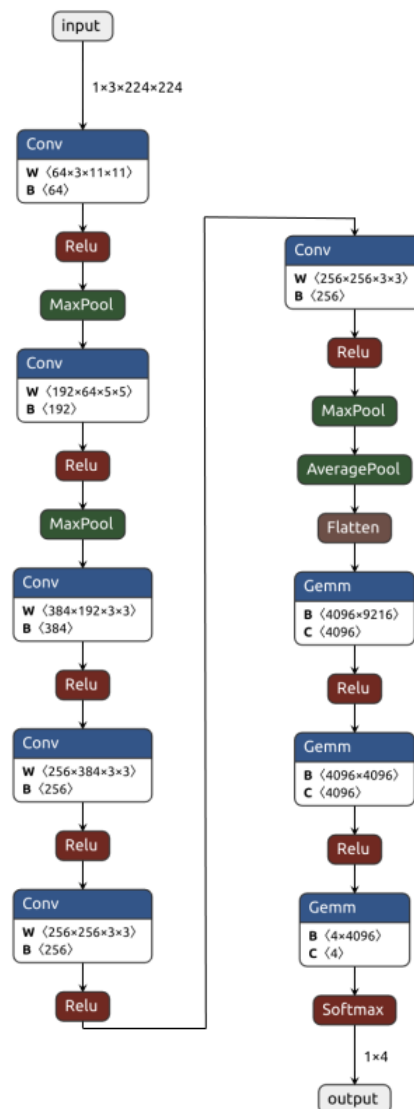 input
1×3×224×224
Conv
W ⟨64×3×11×11⟩
B ⟨64⟩
Relu
MaxPool
Conv
W ⟨192×64×5×5⟩
B ⟨192⟩
Relu
MaxPool
Conv
W ⟨384×192×3×3⟩
B ⟨384⟩
Relu
Conv
W ⟨256×384×3×3⟩
B ⟨256⟩
Relu
Conv
W ⟨256×256×3×3⟩
B ⟨256⟩
Relu
Conv
W ⟨256×256×3×3⟩
B ⟨256⟩
Relu
MaxPool
AveragePool
Flatten
Gemm
B ⟨4096×9216⟩
C ⟨4096⟩
Relu
Gemm
B ⟨4096×4096⟩
C ⟨4096⟩
Relu
Gemm
B ⟨4×4096⟩
C ⟨4⟩
Softmax
1×4
output